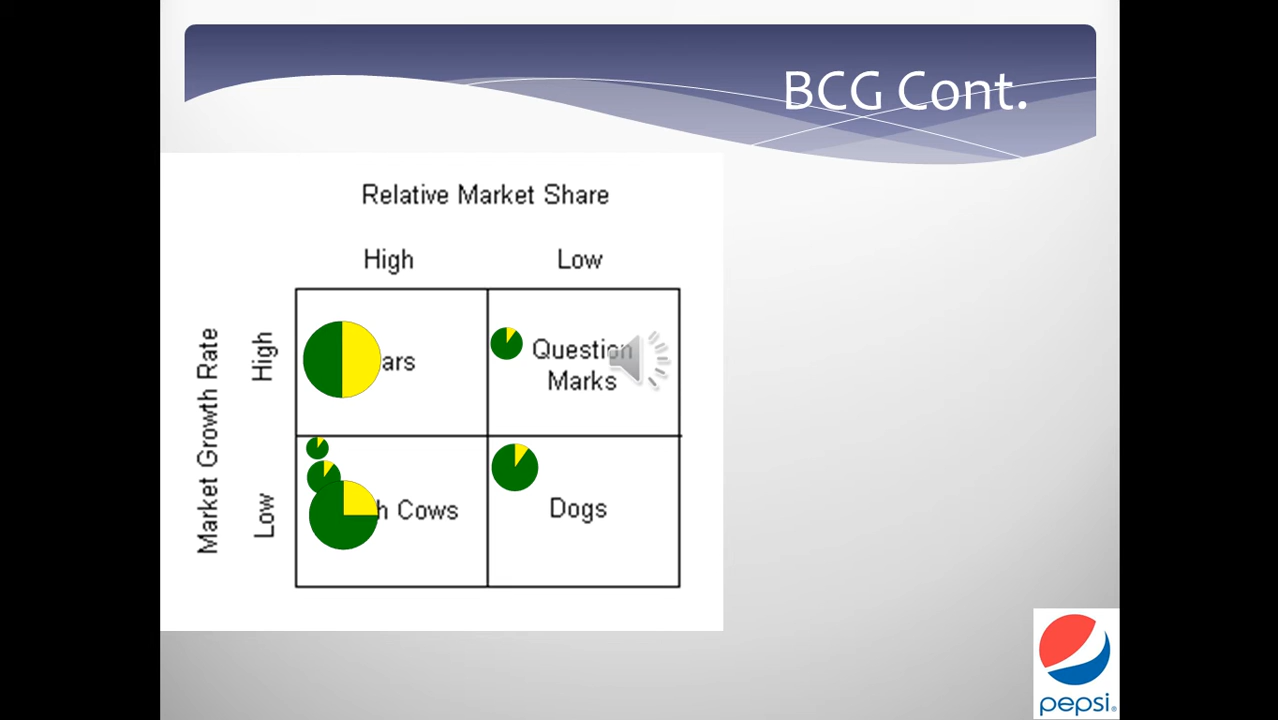 BCG Cont.
Relative Market Share
High
Low
Market Growth Rate
High
ars
Question
Marks
Low
h Cows
Dogs
pepsi